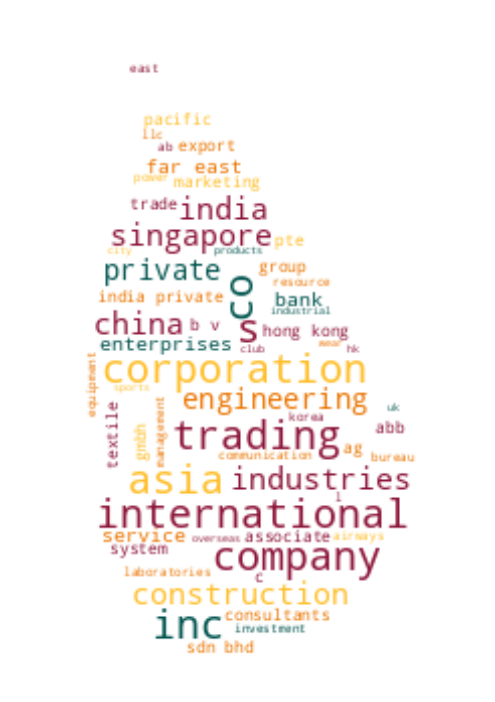 east
pacific
llc
ab export
far east
power marketing
trade india
singapore pte
city products
private group
co
resource
india private bank
industrial
china b v s hong kong
enterprises club wear hk
corporation
equipment sports
engineering
uk
textile gmbh management korea
trading abb
communication ag bureau
asia industries
l
international
service overseas associate airways
system company
laboratories c
construction
consultants
inc investment
sdn bhd